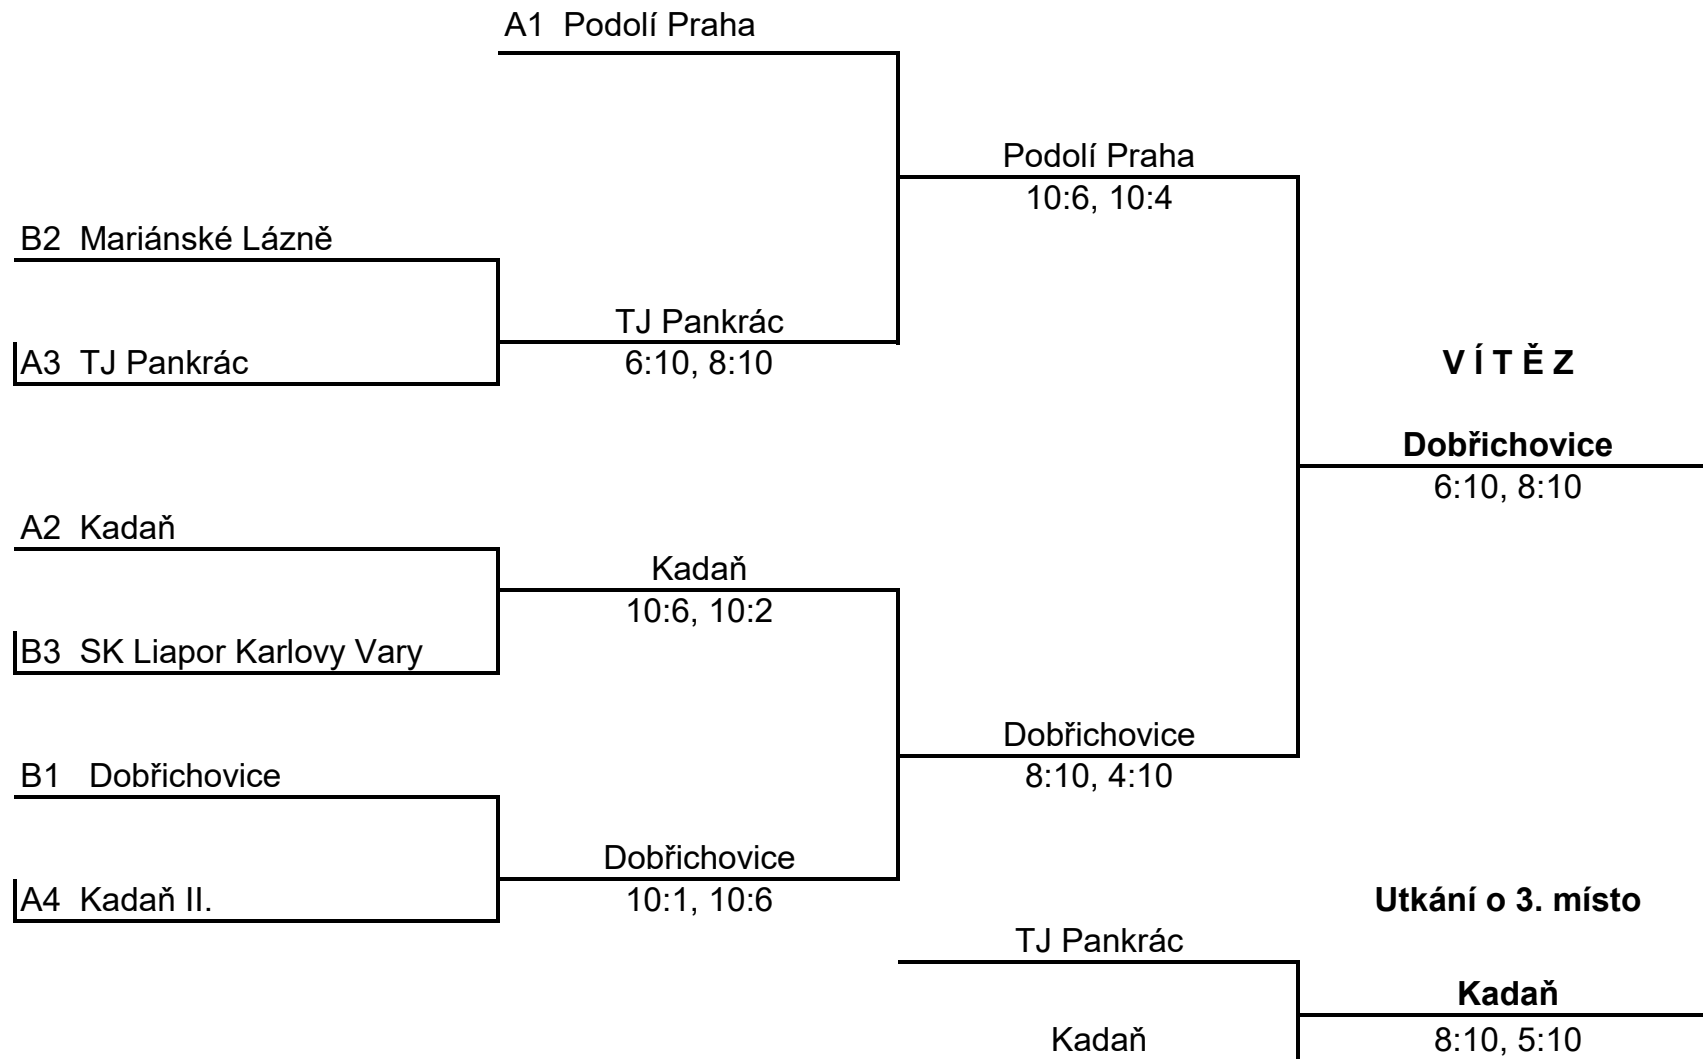 A1 Podolí Praha
Podolí Praha
10:6, 10:4
B2 Mariánské Lázně
TJ Pankrác
A3 TJ Pankrác
6:10, 8:10
V Í T Ě Z
Dobřichovice
6:10, 8:10
A2 Kadaň
Kadaň
10:6, 10:2
B3 SK Liapor Karlovy Vary
Dobřichovice
B1 Dobřichovice
8:10, 4:10
Dobřichovice
A4 Kadaň II.
10:1, 10:6
Utkání o 3. místo
TJ Pankrác
Kadaň
Kadaň
8:10, 5:10